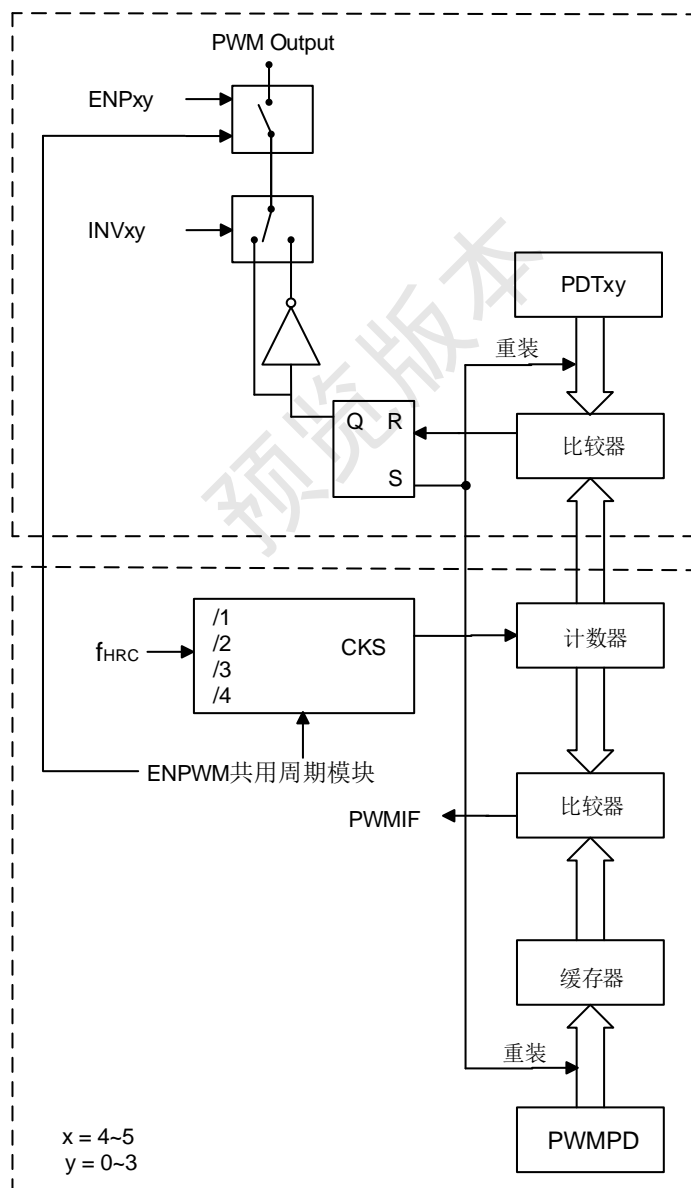 PWM Output
ENPxy
INVxy
PDTxy
重装
Q R
S
比较器
预览版本
/1
/2
/3
/4
CKS
fHRC
计数器
ENPWM共用周期模块
比较器
PWMIF
缓存器
重装
PWMPD
x = 4~5
y = 0~3